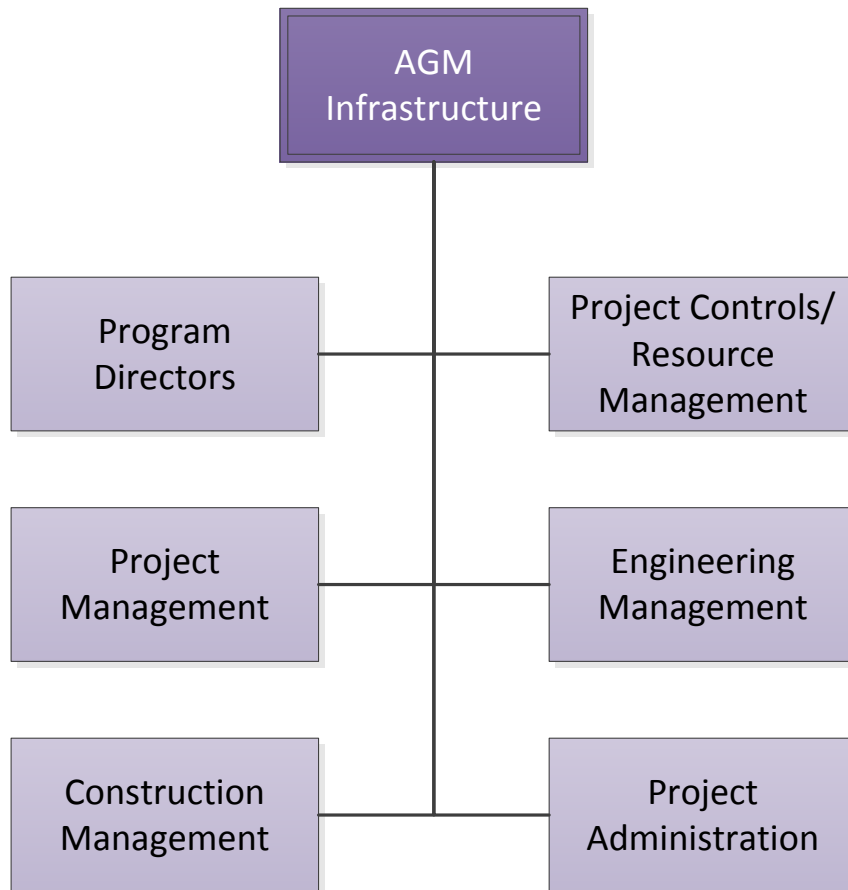 AGM
Infrastructure
Program
Directors
Project Controls/
Resource
Management
Project
Management
Engineering
Management
Construction
Management
Project
Administration